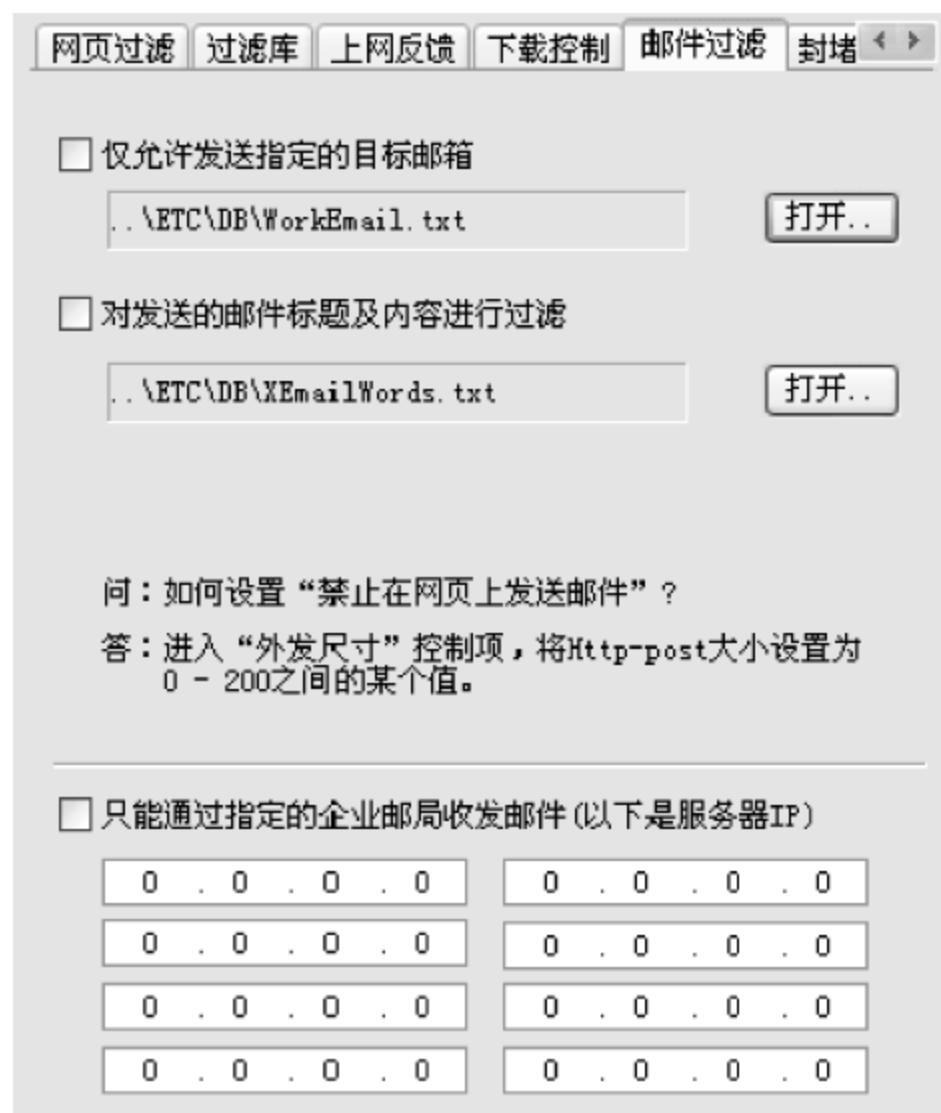 网页过滤 过滤库 上网反馈 下载控制 邮件过滤 封堵
仅允许发送指定的目标邮箱
..\ETC\DB\WorkEmail.txt 打开..
对发送的邮件标题及内容进行过滤
..\ETC\DB\XEmailWords.txt 打开..
问：如何设置“禁止在网页上发送邮件”?
答：进入“外发尺寸”控制项，将Http-post大小设置为
0 - 200之间的某个值。
只能通过指定的企业邮局收发邮件(以下是服务器IP)
0 . 0 . 0 . 0 0 . 0 . 0 . 0
0 . 0 . 0 . 0 0 . 0 . 0 . 0
0 . 0 . 0 . 0 0 . 0 . 0 . 0
0 . 0 . 0 . 0 0 . 0 . 0 . 0